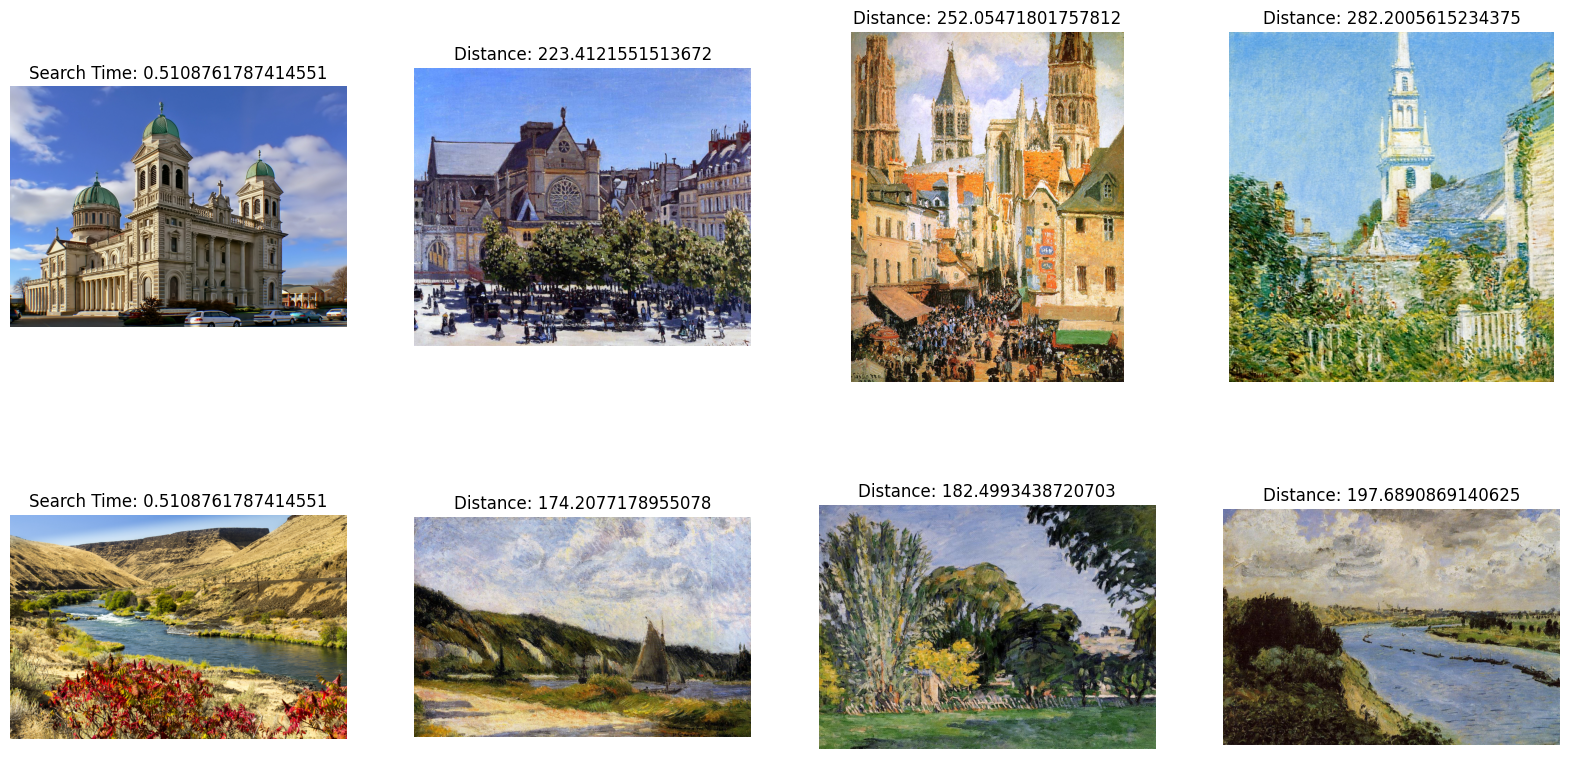 Search Time: 0.5108761787414551
Distance: 223.4121551513672
Distance: 252.05471801757812
Distance: 282.2005615234375
Search Time: 0.5108761787414551
Distance: 174.2077178955078
Distance: 182.4993438720703
Distance: 197.6890869140625